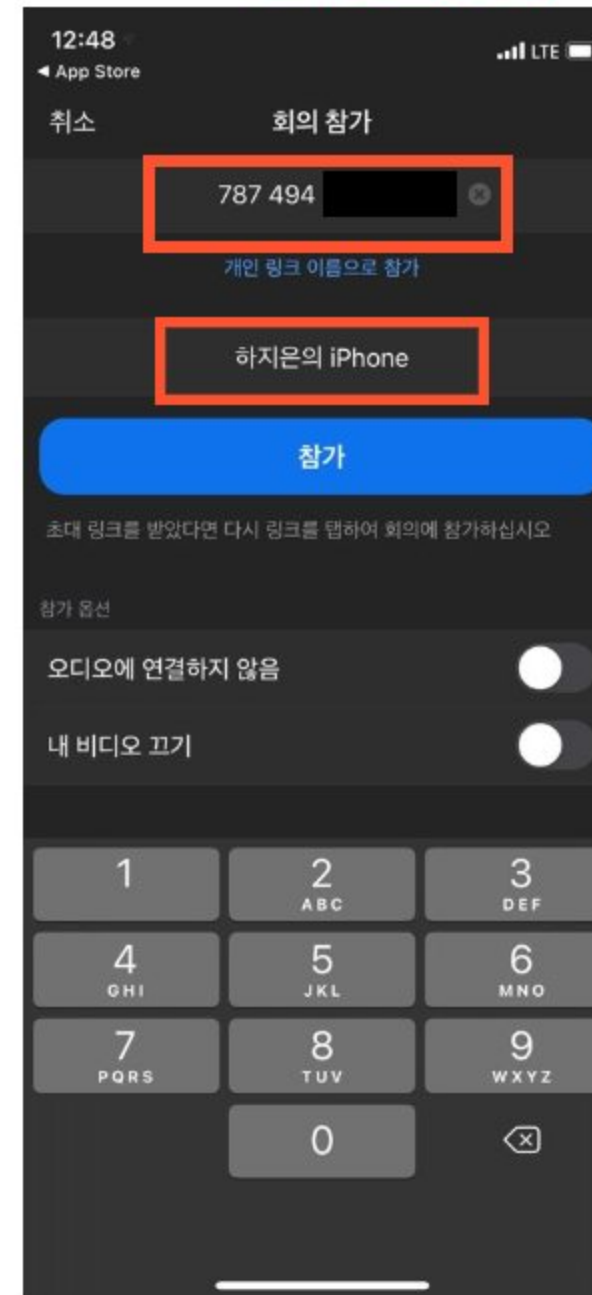 12:48
LTE
◀ App Store
취소 회의 참가
787 494
개인 링크 이름으로 참가
하지은의 iPhone
참가
초대 링크를 받았다면 다시 링크를 탭하여 회의에 참가하십시오
참가 옵션
오디오에 연결하지 않음
내 비디오 끄기
1 2 3
ABC DEF
4 5 6
GHI JKL MNO
7 8 9
PQRS TUV WXYZ
0